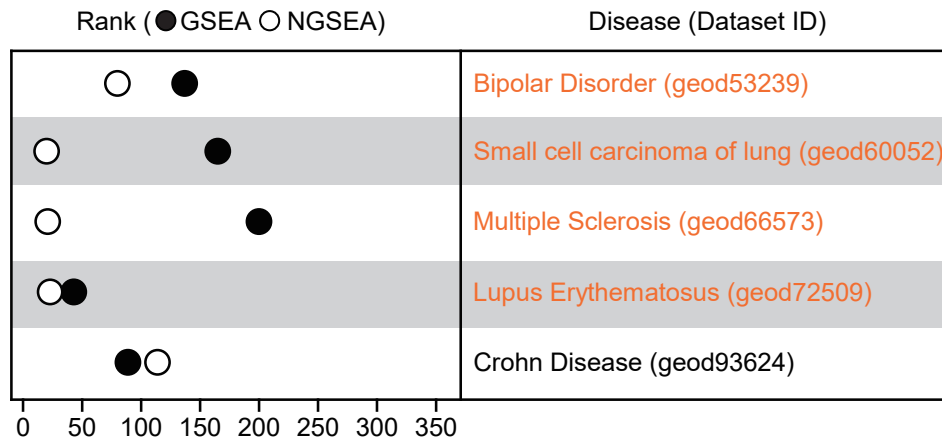 Rank ( ●GSEA ○ NGSEA)
Disease (Dataset ID)
Bipolar Disorder (geod53239)
Small cell carcinoma of lung (geod60052)
Multiple Sclerosis (geod66573)
Lupus Erythematosus (geod72509)
Crohn Disease (geod93624)
0 50 100 150 200 250 300 350